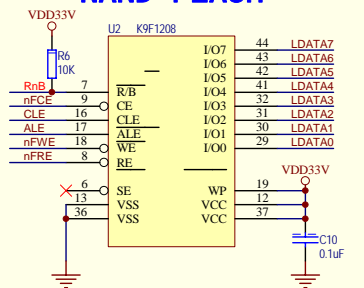 NAND FLASH
VDD33V
U2 K9F1208
R6
10K
I/O7 44 LDATA7
I/O6 43 LDATA6
I/O5 42 LDATA5
RnB 7 R/B I/O4 41 LDATA4
nFCE 9 CE I/O3 32 LDATA3
CLE 16 CLE I/O2 31 LDATA2
ALE 17 ALE I/O1 30 LDATA1
nFWE 18 WE I/O0 29 LDATA0
nFRE 8 RE
VDD33V
6 SE WP 19
13 VSS VCC 12
36 VSS VCC 37
C10
0.1uF